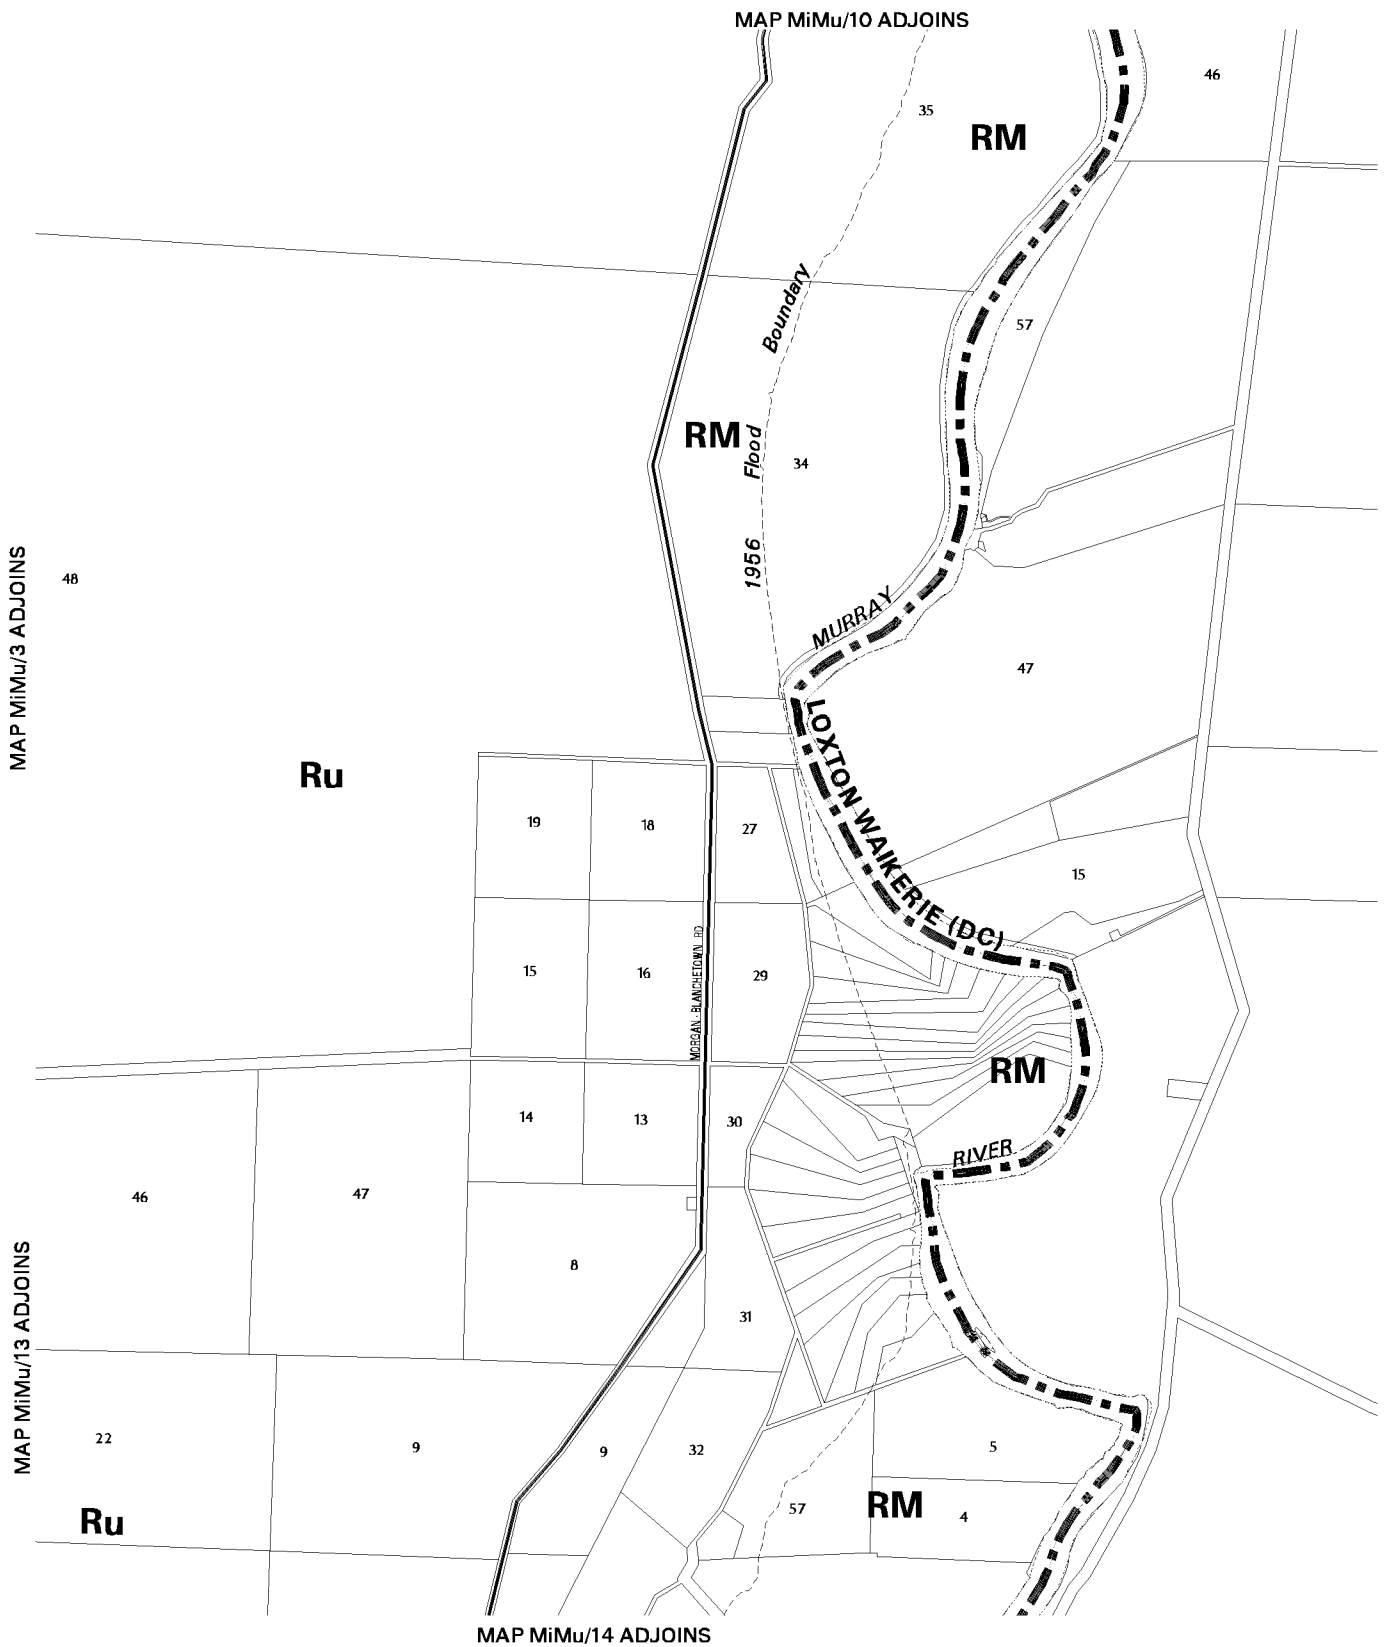 MAP MiMu/10 ADJOINS
46
35
RM
Boundary
57
RM
Flood
34
1956
MAP MiMu/3 ADJOINS
48
MURRAY
47
LOXTON WAIKERIE (DC)
Ru
19
18
27
15
MORGAN - BLANCHETOWN RD
15
16
29
RM
14
13
30
RIVER
46
47
8
31
MAP MiMu/13 ADJOINS
22
9
9
32
5
57
RM
4
Ru
MAP MiMu/14 ADJOINS